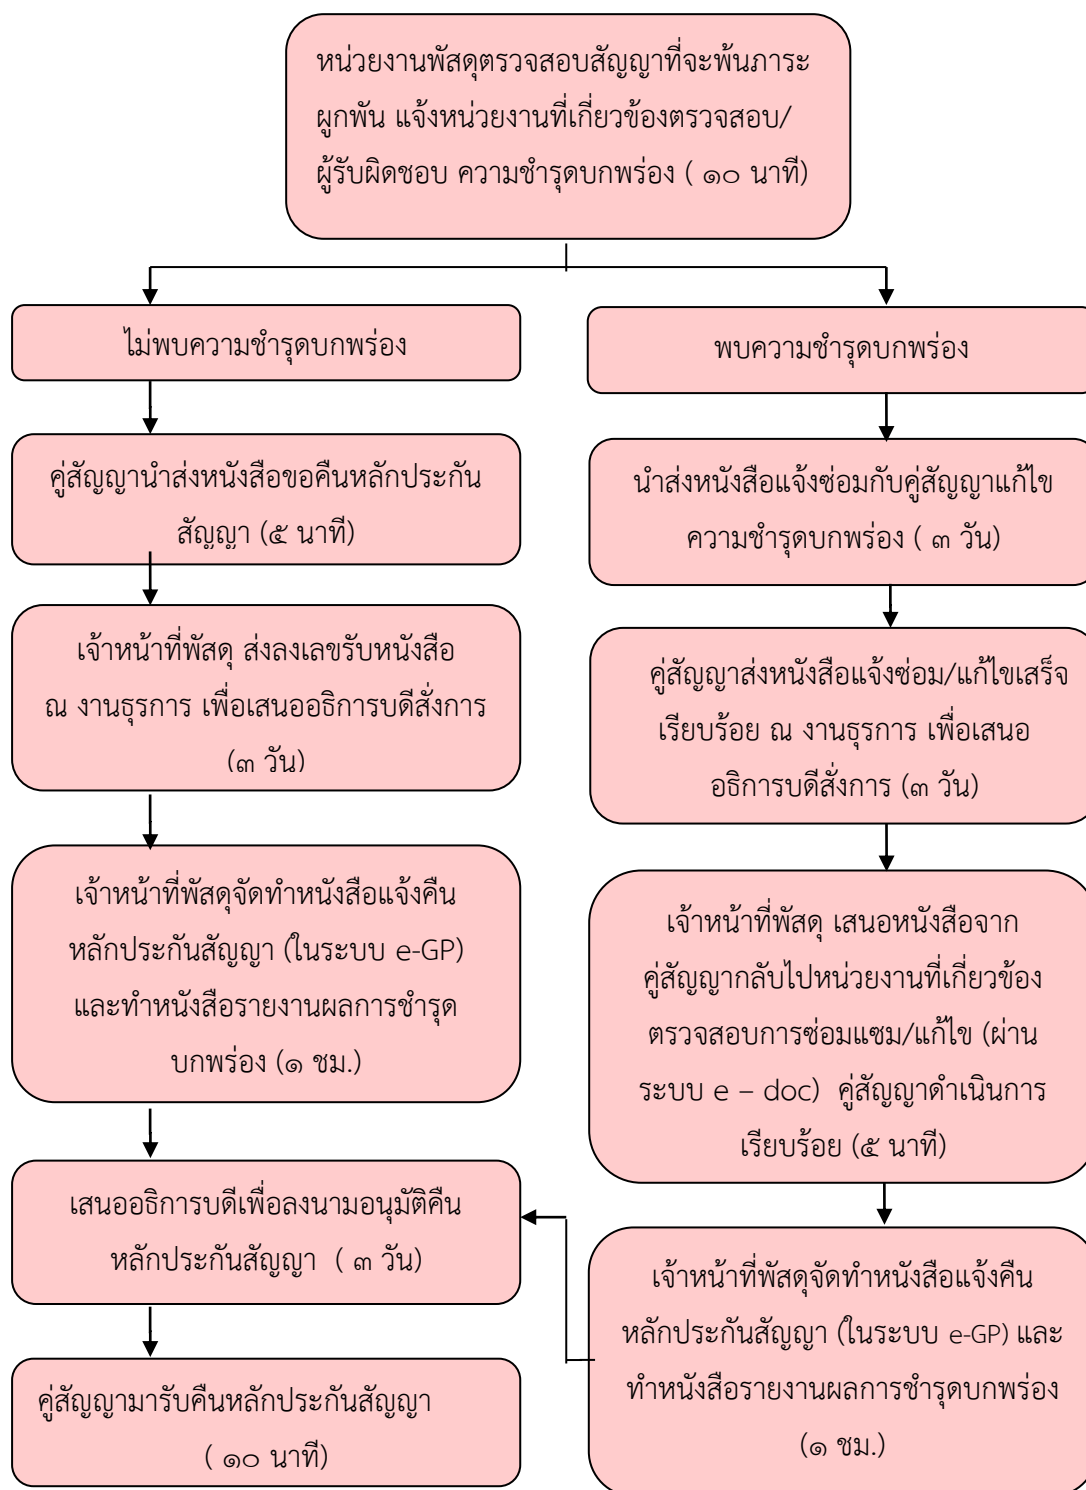 หน่วยงานพัสดุตรวจสอบสัญญาที่จะพ้นภาระ
ผูกพัน แจ้งหน่วยงานที่เกี่ยวข้องตรวจสอบ/
ผู้รับผิดชอบ ความชำรุดบกพร่อง ( ๑๐ นาที)
ไม่พบความชำรุดบกพร่อง
คู่สัญญานำส่งหนังสือขอคืนหลักประกัน
สัญญา (๕ นาที)
เจ้าหน้าที่พัสดุ ส่งลงเลขรับหนังสือ
ณ งานธุรการ เพื่อเสนออธิการบดีสั่งการ
(๓ วัน)
เจ้าหน้าที่พัสดุจัดทำหนังสือแจ้งคืน
หลักประกันสัญญา (ในระบบ e-GP)
และทำหนังสือรายงานผลการชำรุด
บกพร่อง (๑ ชม.)
เสนออธิการบดีเพื่อลงนามอนุมัติคืน
หลักประกันสัญญา ( ๓ วัน)
คู่สัญญามารับคืนหลักประกันสัญญา
( ๑๐ นาที)
พบความชำรุดบกพร่อง
นำส่งหนังสือแจ้งซ่อมกับคู่สัญญาแก้ไข
ความชำรุดบกพร่อง ( ๓ วัน)
คู่สัญญาส่งหนังสือแจ้งซ่อม/แก้ไขเสร็จ
เรียบร้อย ณ งานธุรการ เพื่อเสนอ
อธิการบดีสั่งการ (๓ วัน)
เจ้าหน้าที่พัสดุ เสนอหนังสือจาก
คู่สัญญากลับไปหน่วยงานที่เกี่ยวข้อง
ตรวจสอบการซ่อมแซม/แก้ไข (ผ่าน
ระบบ e – doc) คู่สัญญาดำเนินการ
เรียบร้อย (๕ นาที)
เจ้าหน้าที่พัสดุจัดทำหนังสือแจ้งคืน
หลักประกันสัญญา (ในระบบ e-GP) และ
ทำหนังสือรายงานผลการชำรุดบกพร่อง
(๑ ชม.)